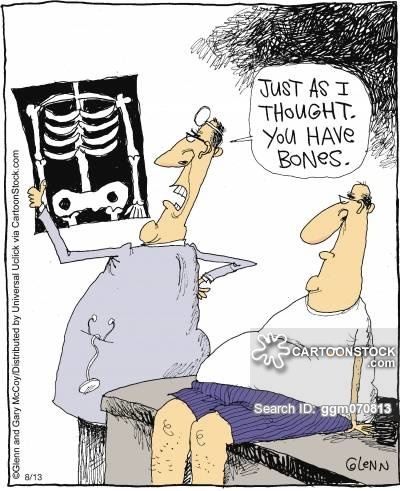 JUST AS I
THOUGHT.
YOU HAVE
BONES.
©Glenn and Gary McCoy/Distributed by Universal Uclick via CartoonStock.com
CARTOONSTOCK
.com
Search ID: ggm070813
8/13
GLENN